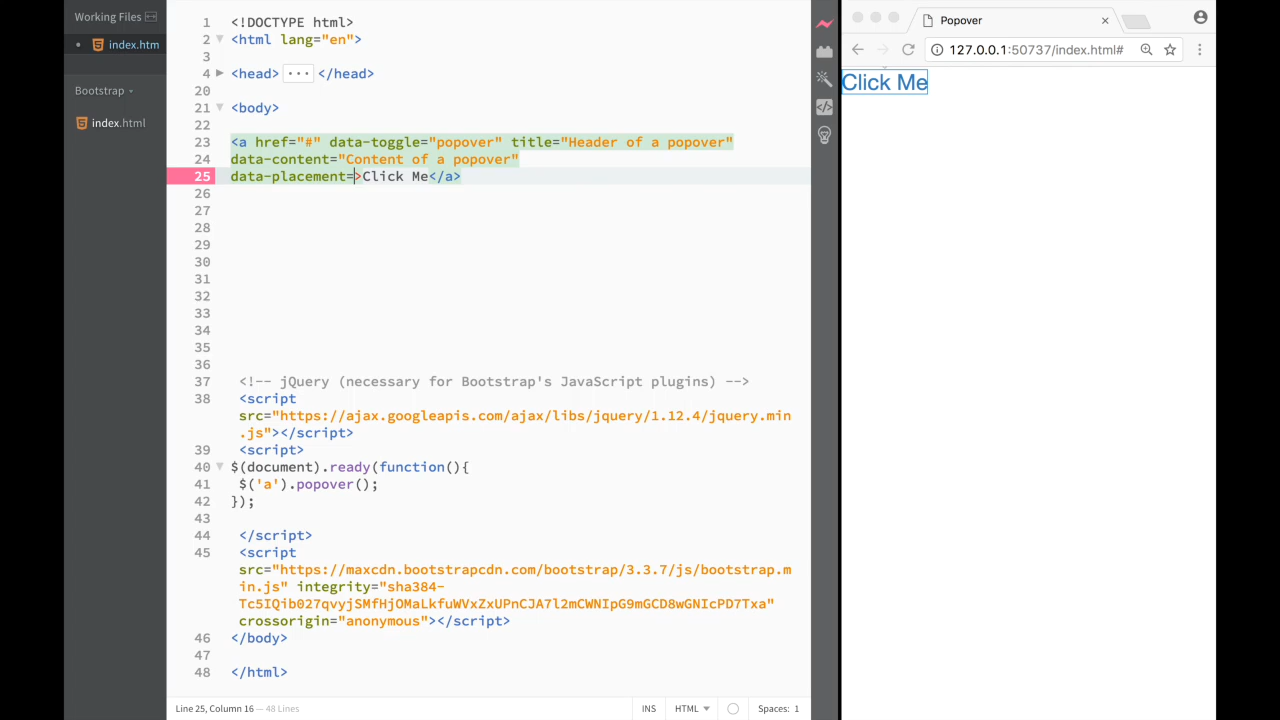 Working Files
index.htm
Bootstrap
index.html
1 <!DOCTYPE html>
2 <html lang="en">
3
4 <head> ··· </head>
20
21 <body>
22
23 <a href="#" data-toggle="popover" title="Header of a popover"
24 data-content="Content of a popover"
25 data-placement=>Click Me</a>
26
27
28
29
30
31
32
33
34
35
36
37 <!-- jQuery (necessary for Bootstrap's JavaScript plugins) -->
38 <script
src="https://ajax.googleapis.com/ajax/libs/jquery/1.12.4/jquery.min
.js"></script>
39 <script>
40 $(document).ready(function(){
41 $('a').popover();
42 });
43
44 </script>
45 <script
src="https://maxcdn.bootstrapcdn.com/bootstrap/3.3.7/js/bootstrap.m
in.js" integrity="sha384-
Tc5IQib027qvyjSMfHjOMaLkfuWVxZxUPnCJA7l2mCWNIpG9mGCD8wGNIcPD7Txa"
crossorigin="anonymous"></script>
46 </body>
47
48 </html>
Line 25, Column 16 — 48 Lines
INS
HTML
Spaces: 1
Popover
127.0.0.1:50737/index.html#
Click Me